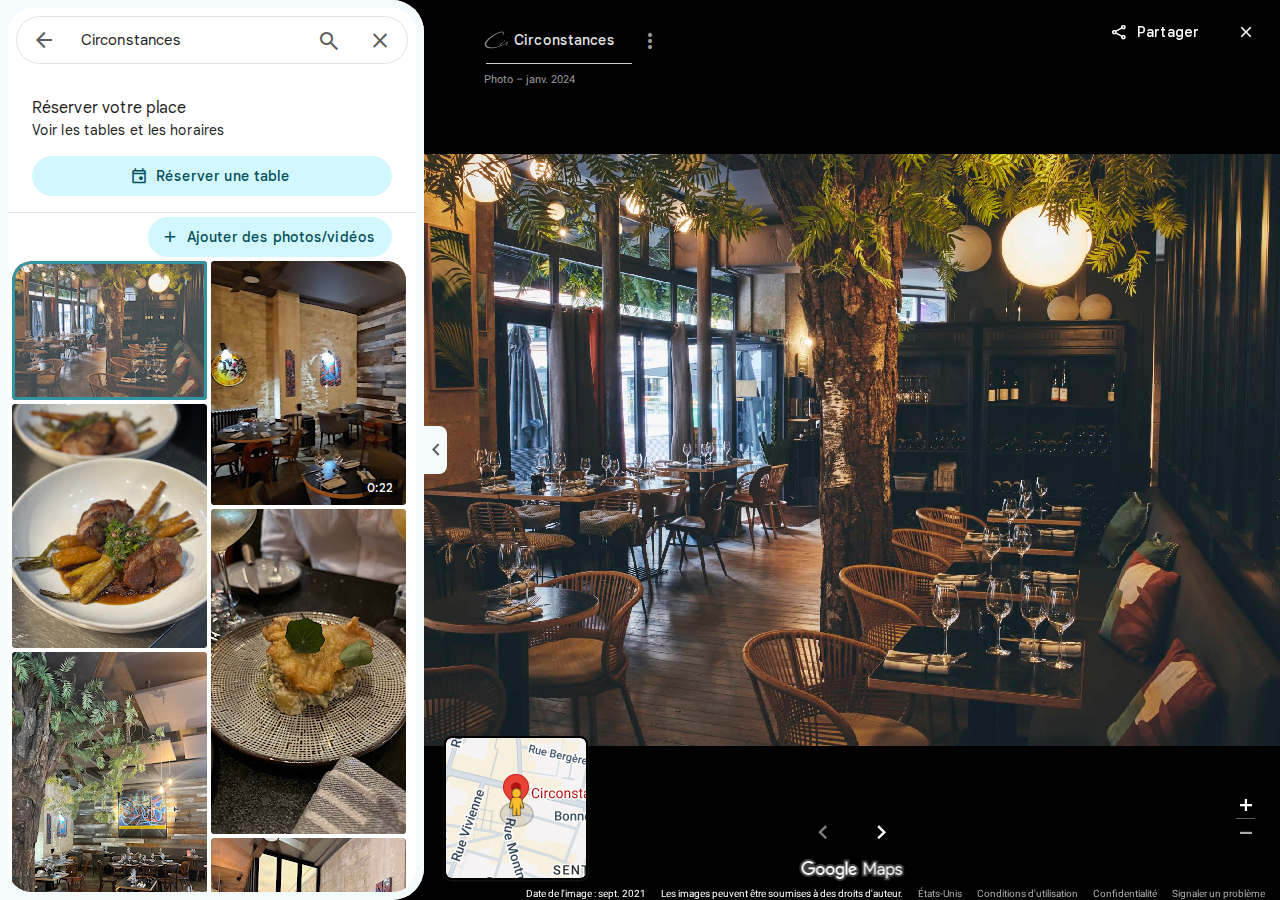 Circonstances
Réserver votre place
Voir les tables et les horaires
Réserver une table
Ajouter des photos/vidéos
0:22
Circonstances
Photo – janv. 2024
Partager
Rue Bergère
Circonsta
Bonne
Rue Vivienne
Rue Montm
SENT
Google Maps
Date de l'image : sept. 2021
Les images peuvent être soumises à des droits d'auteur.
États-Unis
Conditions d'utilisation
Confidentialité
Signaler un problème